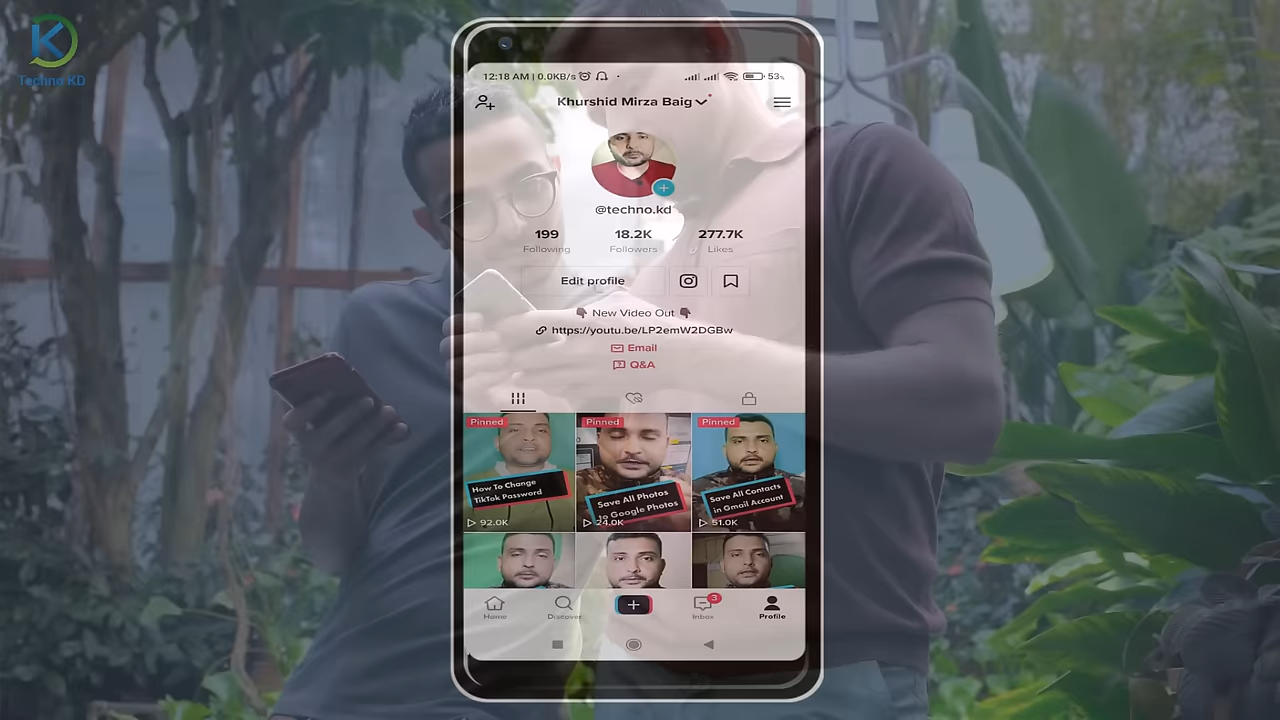 Techno KD
12:18 AM | 0.0KB/s
53%
Khurshid Mirza Baig
@techno.kd
199
18.2K
277.7K
Following
Followers
Likes
Edit profile
New Video Out
https://youtu.be/LP2emW2DGBw
Email
Q&A
Pinned
Pinned
Pinned
How To Change
TikTok Password
Save All Photos
to Google Photos
Save All Contacts
in Gmail Account
92.0K
24.0K
51.0K
Home
Discover
3
Inbox
Profile